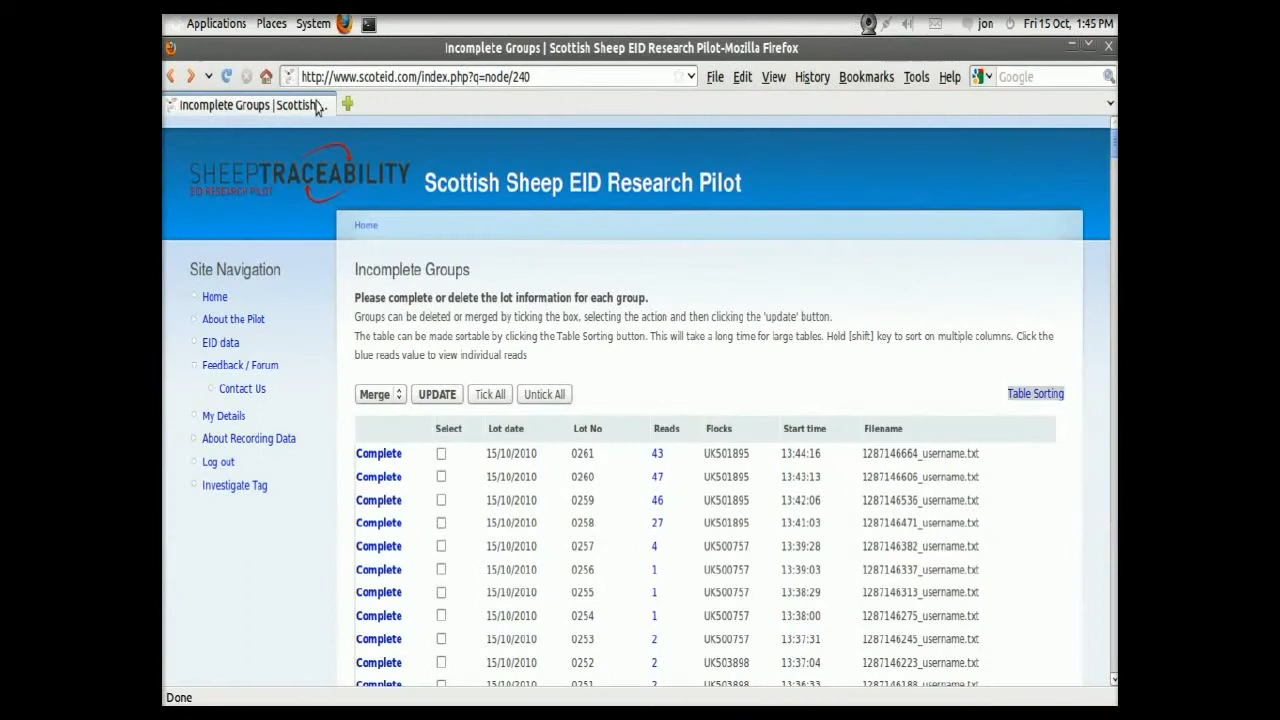 Applications Places System jon Fri 15 Oct, 1:45 PM
Incomplete Groups | Scottish Sheep EID Research Pilot-Mozilla Firefox
http://www.scoteid.com/index.php?q=node/240 File Edit View History Bookmarks Tools Help Google
Incomplete Groups | Scottish...
SHEEPTRACEABILITY
EID RESEARCH PILOT
Scottish Sheep EID Research Pilot
Home
Site Navigation
Home
About the Pilot
EID data
Feedback / Forum
Contact Us
My Details
About Recording Data
Log out
Investigate Tag
Incomplete Groups
Please complete or delete the lot information for each group.
Groups can be deleted or merged by ticking the box, selecting the action and then clicking the 'update' button.
The table can be made sortable by clicking the Table Sorting button. This will take a long time for large tables. Hold [shift] key to sort on multiple columns. Click the
blue reads value to view individual reads
Merge UPDATE Tick All Untick All Table Sorting
Select Lot date Lot No Reads Flocks Start time Filename
Complete 15/10/2010 0261 43 UK501895 13:44:16 1287146664_username.txt
Complete 15/10/2010 0260 47 UK501895 13:43:13 1287146606_username.txt
Complete 15/10/2010 0259 46 UK501895 13:42:06 1287146536_username.txt
Complete 15/10/2010 0258 27 UK501895 13:41:03 1287146471_username.txt
Complete 15/10/2010 0257 4 UK500757 13:39:28 1287146382_username.txt
Complete 15/10/2010 0256 1 UK500757 13:39:03 1287146337_username.txt
Complete 15/10/2010 0255 1 UK500757 13:38:29 1287146313_username.txt
Complete 15/10/2010 0254 1 UK500757 13:38:00 1287146275_username.txt
Complete 15/10/2010 0253 2 UK500757 13:37:31 1287146245_username.txt
Complete 15/10/2010 0252 2 UK503898 13:37:04 1287146223_username.txt
Complete 15/10/2010 0251 2 UK503898 13:36:33 1287146188_username.txt
Done